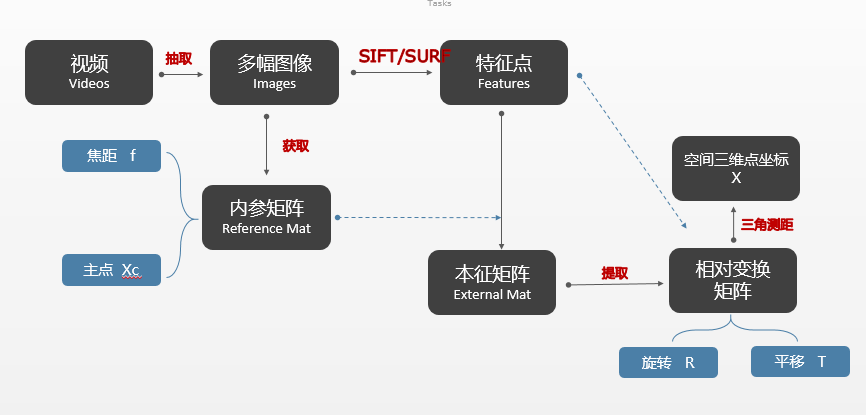 Tasks
视频
Videos
抽取
多幅图像
Images
SIFT/SURF
特征点
Features
获取
焦距 f
主点 Xc
内参矩阵
Reference Mat
本征矩阵
External Mat
提取
空间三维点坐标
X
三角测距
相对变换
矩阵
旋转 R
平移 T